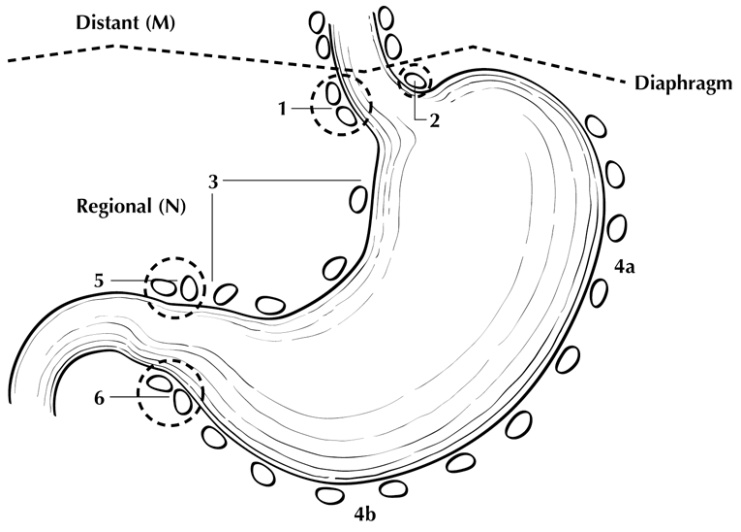 Distant (M)
Diaphragm
1
2
3
Regional (N)
4a
5
6
4b